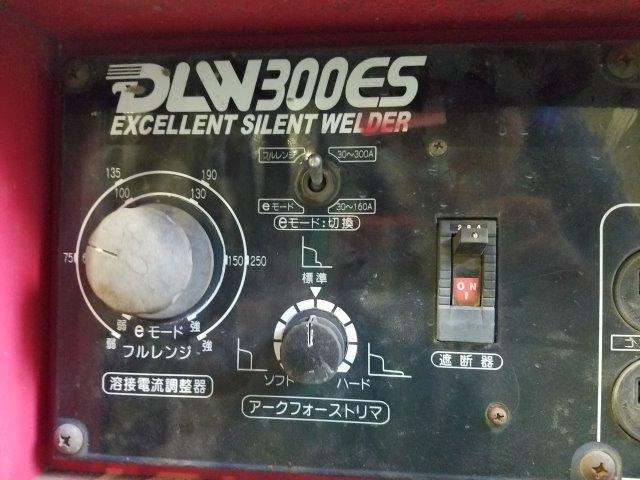 DLW300ES
EXCELLENT SILENT WELDER
フルレンジ 30～300A
eモード 30～160A
eモード:切換
135 190
100 130
75 150 250
弱 強
eモード
弱 強
フルレンジ
溶接電流調整器
標準
ソフト ハード
アークフォーストリマ
ON
I
遮断器